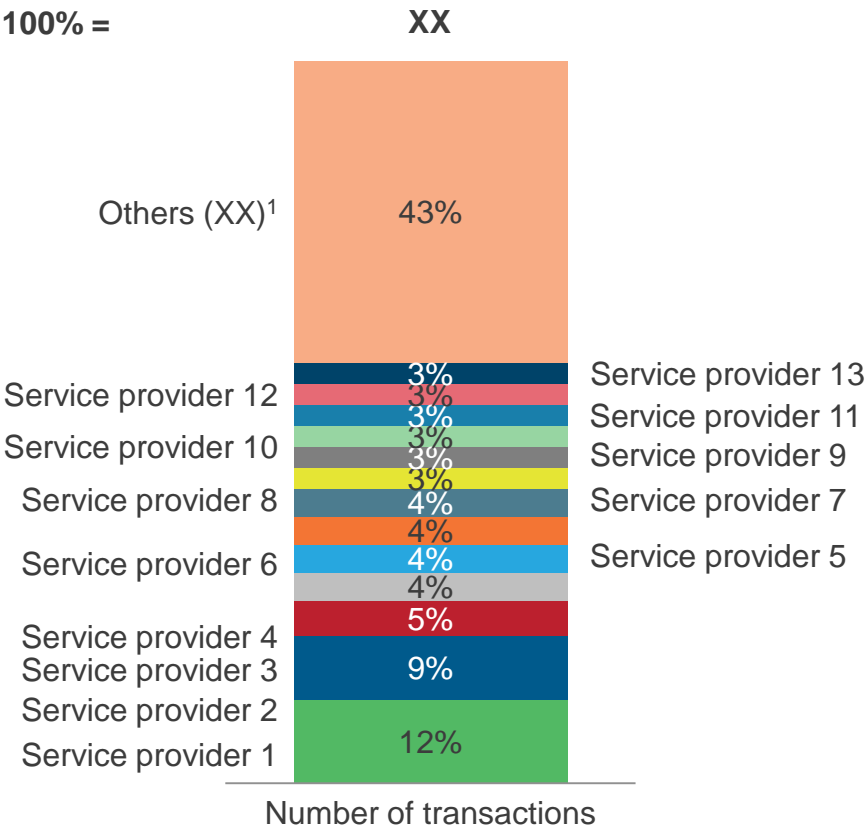 100% =
XX
Others (XX)1
43%
3%
Service provider 13
Service provider 12
3%
3%
Service provider 11
Service provider 10
3%
3%
Service provider 9
3%
Service provider 8
4%
Service provider 7
4%
Service provider 6
4%
Service provider 5
4%
5%
Service provider 4
Service provider 3
9%
Service provider 2
12%
Service provider 1
Number of transactions